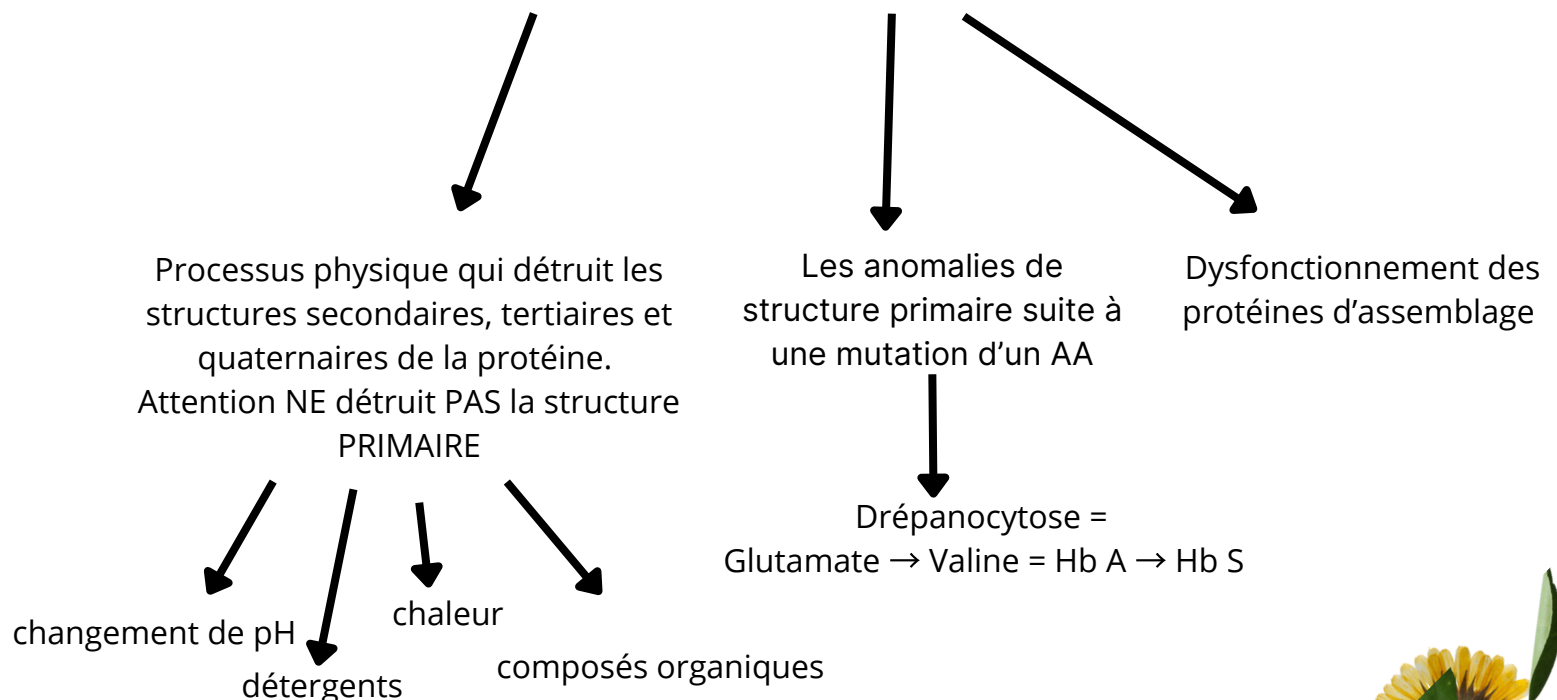 Processus physique qui détruit les
structures secondaires, tertiaires et
quaternaires de la protéine.
Attention NE détruit PAS la structure
PRIMAIRE
changement de pH
détergents
chaleur
composés organiques
Les anomalies de
structure primaire suite à
une mutation d’un AA
Drépanocytose =
Glutamate → Valine = Hb A → Hb S
Dysfonctionnement des
protéines d’assemblage